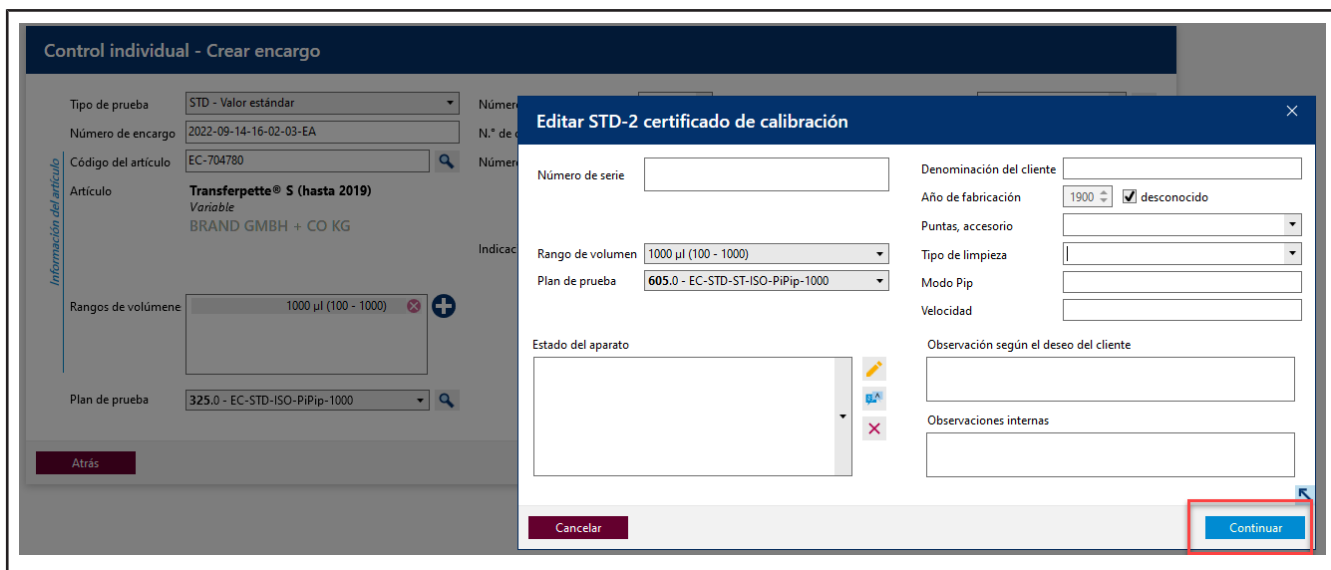 Control individual - Crear encargo
Tipo de prueba
STD - Valor estándar
Número de encargo
2022-09-14-16-02-03-EA
Información del artículo
Código del artículo
EC-704780
Artículo
Transferpette® S (hasta 2019)
Variable
BRAND GMBH + CO KG
Rangos de volúmene
1000 µl (100 - 1000)
Plan de prueba
325.0 - EC-STD-ISO-PiPip-1000
Atrás
Númer
N.° de
Númer
Indicac
Editar STD-2 certificado de calibración
Número de serie
Rango de volumen
1000 µl (100 - 1000)
Plan de prueba
605.0 - EC-STD-ST-ISO-PiPip-1000
Denominación del cliente
Año de fabricación
1900
desconocido
Puntas, accesorio
Tipo de limpieza
Modo Pip
Velocidad
Estado del aparato
Observación según el deseo del cliente
Observaciones internas
Cancelar
Continuar